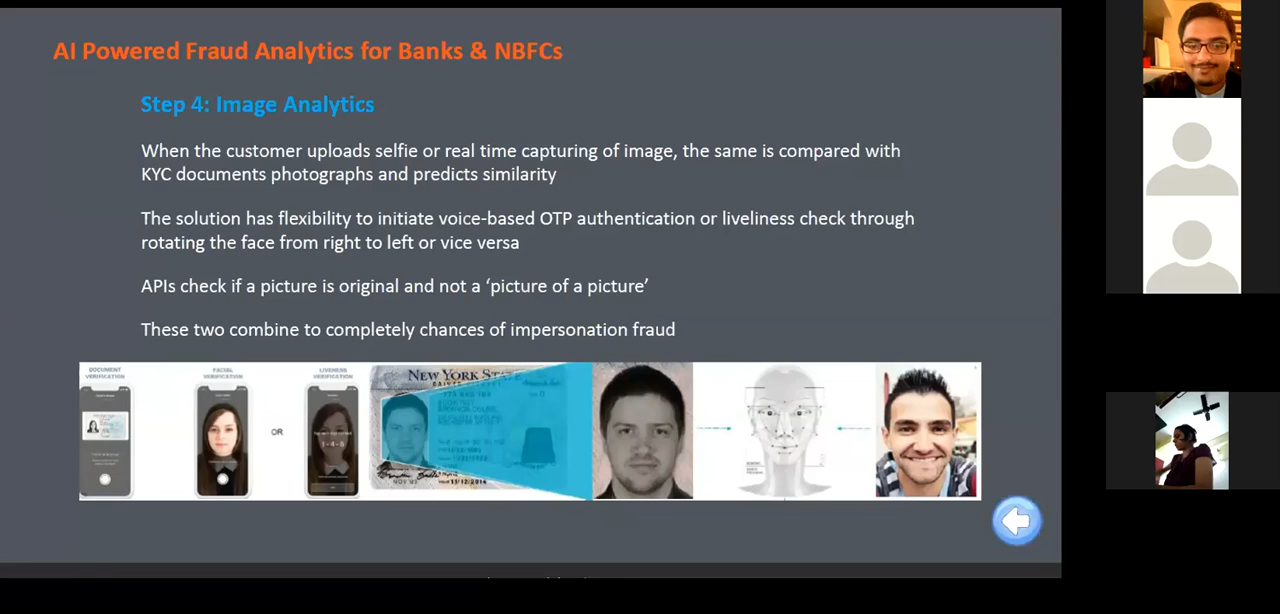 AI Powered Fraud Analytics for Banks & NBFCs
Step 4: Image Analytics
When the customer uploads selfie or real time capturing of image, the same is compared with
KYC documents photographs and predicts similarity
The solution has flexibility to initiate voice-based OTP authentication or liveliness check through
rotating the face from right to left or vice versa
APIs check if a picture is original and not a ‘picture of a picture’
These two combine to completely chances of impersonation fraud
DOCUMENT
VERIFICATION
FACIAL
VERIFICATION
LIVENESS
VERIFICATION
OR
1-4-6
NEW YORK STATE